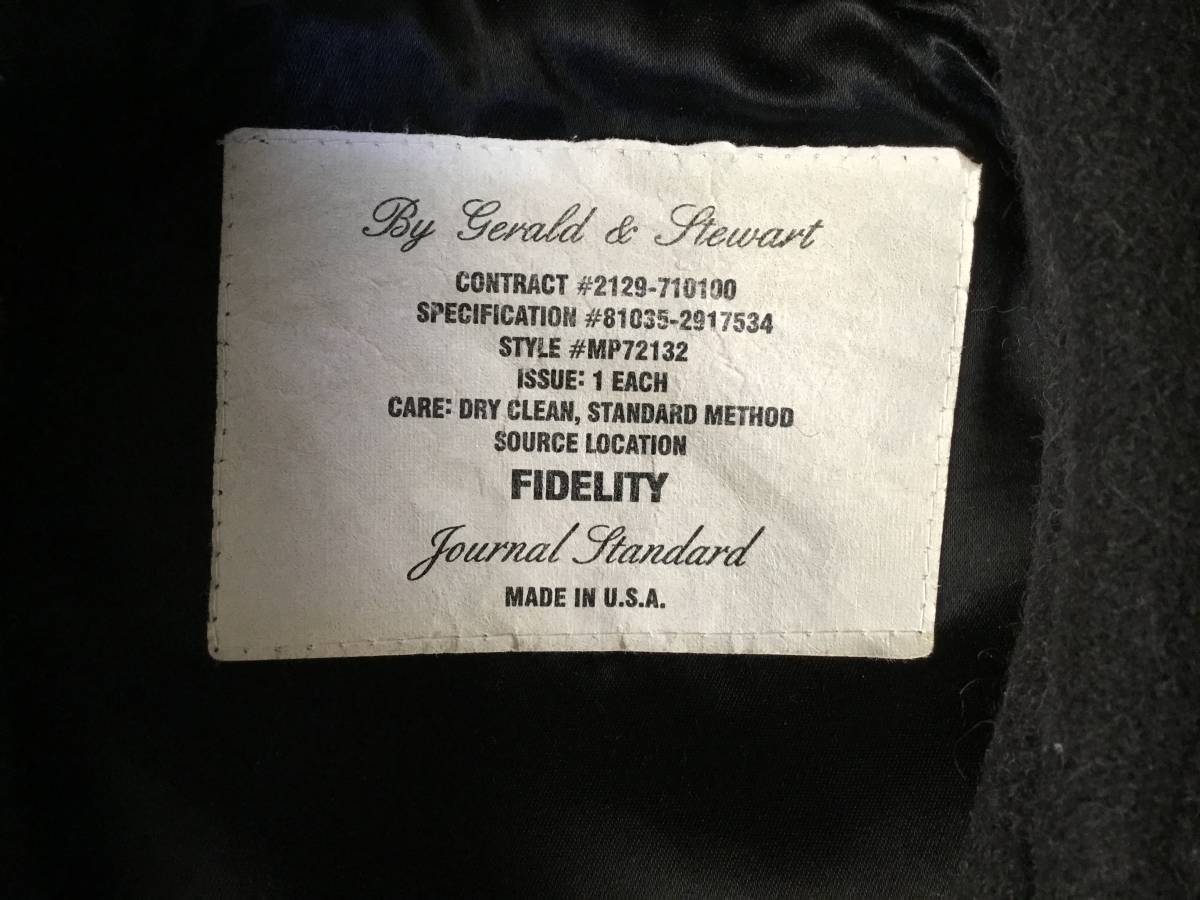 By Gerald & Stewart
CONTRACT #2129-710100
SPECIFICATION #81035-2917534
STYLE #MP72132
ISSUE: 1 EACH
CARE: DRY CLEAN, STANDARD METHOD
SOURCE LOCATION
FIDELITY
Journal Standard
MADE IN U.S.A.